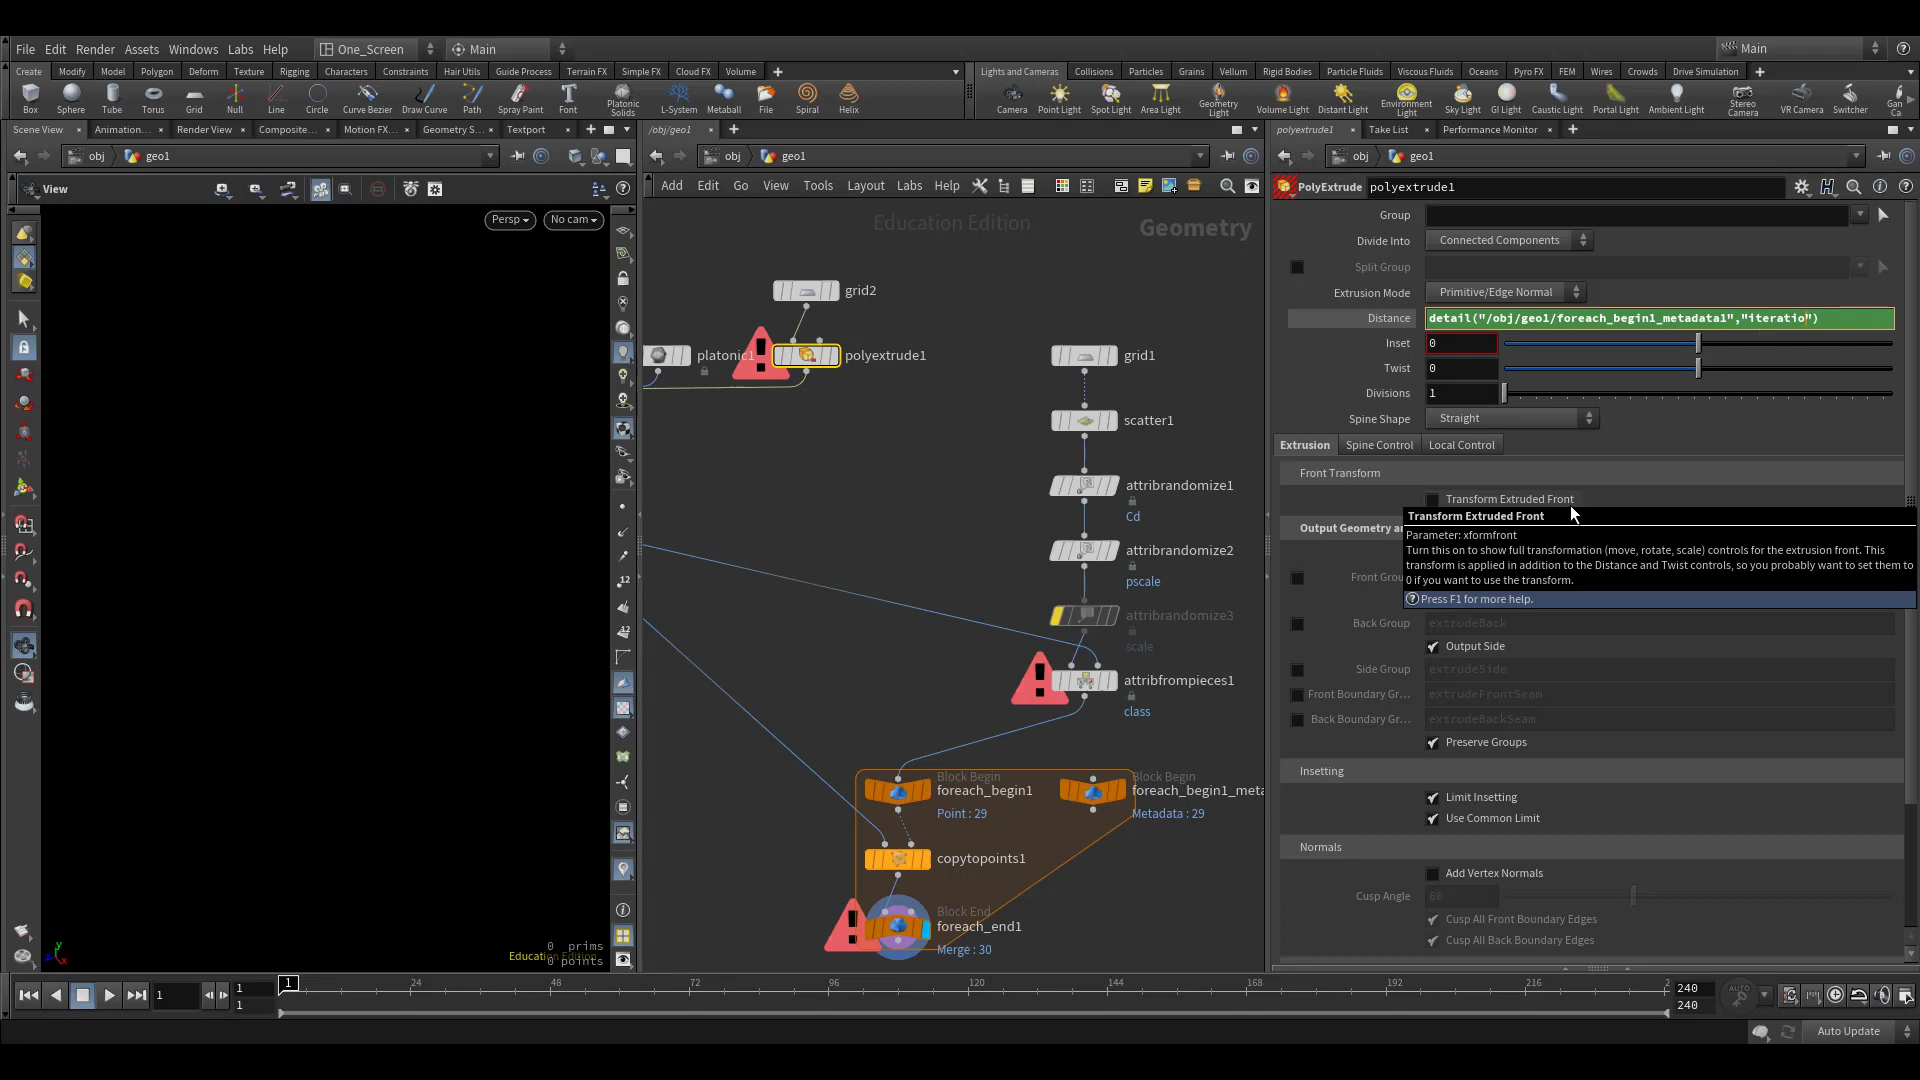 File Edit Render Assets Windows Labs Help One_Screen Main Main
Create Modify Model Polygon Deform Texture Rigging Characters Constraints Hair Utils Guide Process Terrain FX Simple FX Cloud FX Volume
Lights and Cameras Collisions Particles Grains Vellum Rigid Bodies Particle Fluids Viscous Fluids Oceans Pyro FX FEM Wires Crowds Drive Simulation
Box Sphere Tube Torus Grid Null Line Circle Curve Bezier Draw Curve Path Spray Paint Font Platonic Solids L-System Metaball File Spiral Helix
Camera Point Light Spot Light Area Light Geometry Light Volume Light Distant Light Environment Light Sky Light GI Light Caustic Light Portal Light Ambient Light Stereo Camera VR Camera Switcher Gan Ca
Scene View Animation... Render View Composite... Motion FX... Geometry S... Textport
/obj/geo1
polyextrude1 Take List Performance Monitor
obj geo1
obj geo1
obj geo1
View
Persp
No cam
0 prims
Education Edition
0 points
y
z
x
Add Edit Go View Tools Layout Labs Help
Education Edition
Geometry
grid2
platonic1
polyextrude1
grid1
scatter1
attribrandomize1
Cd
attribrandomize2
pscale
attribrandomize3
scale
attribfrompieces1
class
Block Begin
foreach_begin1
Point : 29
Block Begin
foreach_begin1_meta
Metadata : 29
copytopoints1
Block End
foreach_end1
Merge : 30
PolyExtrude polyextrude1
Group
Divide Into Connected Components
Split Group
Extrusion Mode Primitive/Edge Normal
Distance detail("/obj/geo1/foreach_begin1_metadata1","iteratio")
Inset 0
Twist 0
Divisions 1
Spine Shape Straight
Extrusion Spine Control Local Control
Front Transform
Transform Extruded Front
Transform Extruded Front
Parameter: xformfront
Turn this on to show full transformation (move, rotate, scale) controls for the extrusion front. This
transform is applied in addition to the Distance and Twist controls, so you probably want to set them to
0 if you want to use the transform.
Press F1 for more help.
Output Geometry a
Front Grou
Back Group extrudeBack
Output Side
Side Group extrudeSide
Front Boundary Gr... extrudeFrontSeam
Back Boundary Gr... extrudeBackSeam
Preserve Groups
Insetting
Limit Insetting
Use Common Limit
Normals
Add Vertex Normals
Cusp Angle 60
Cusp All Front Boundary Edges
Cusp All Back Boundary Edges
1
1
1
1
24 48 72 96 120 144 168 192 216 2
240
240
AUTO
Auto Update
12
12
12